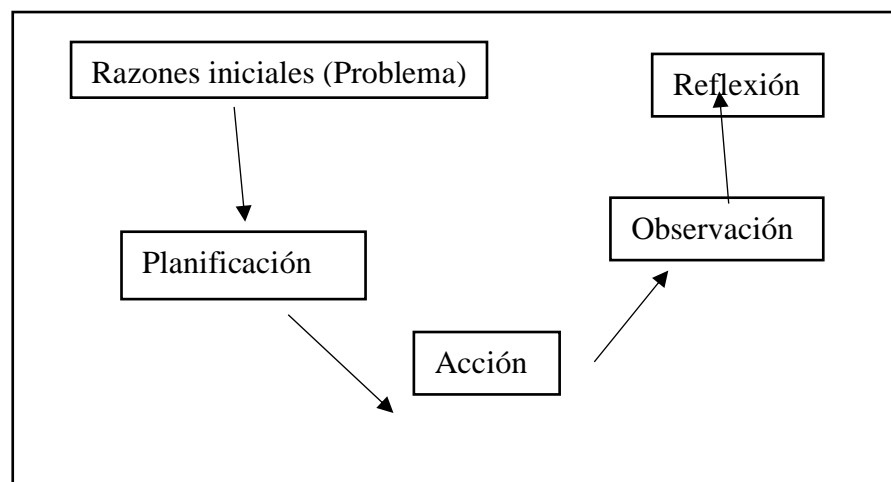 Razones iniciales (Problema)
Reflexión
Planificación
Observación
Acción